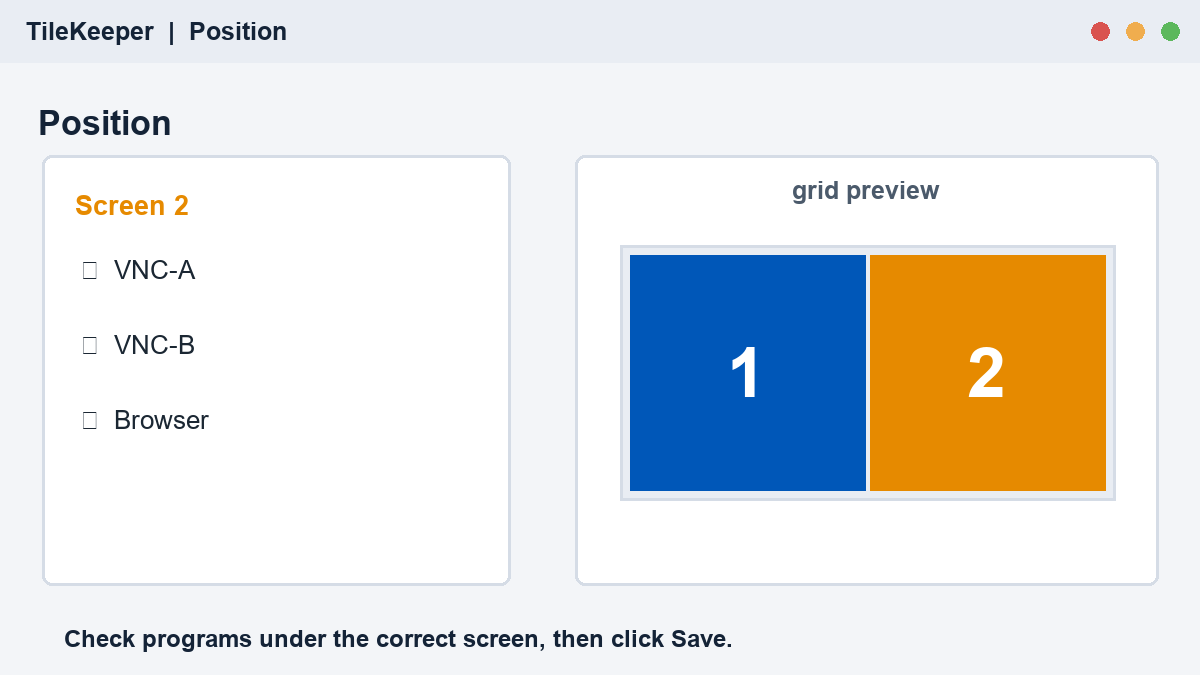 TileKeeper | Position
Position
Screen 2
☐ VNC-A
☐ VNC-B
☐ Browser
grid preview
1
2
Check programs under the correct screen, then click Save.